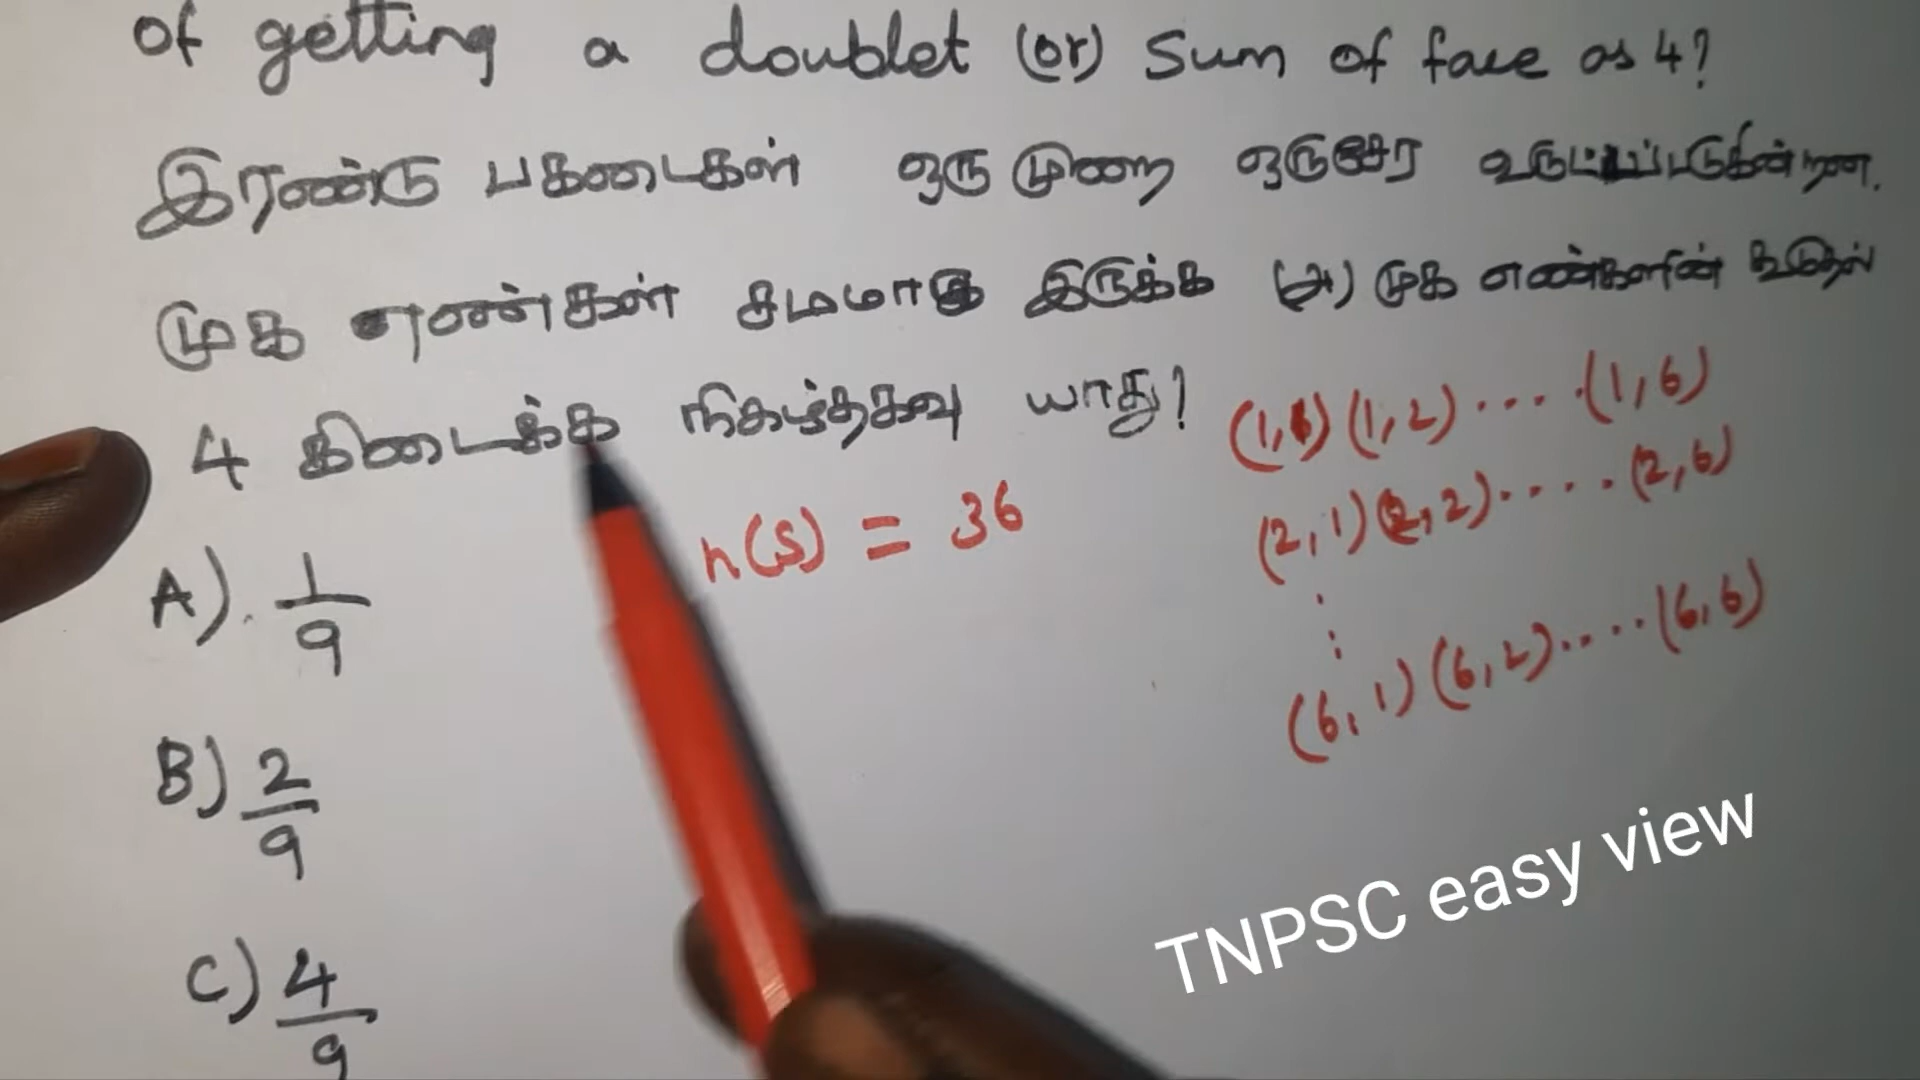 of getting a doublet (or) Sum of face as 4?
இரண்டு பகடைகள் ஒரு முறை ஒருசேர உருட்டப்படுகின்றன.
முக எண்கள் சமமாக இருக்க (அ) முக எண்களின் கூடுதல்
4 கிடைக்க நிகழ்தகவு யாது?
(1,1) (1,2) .... (1,6)
n(S) = 36
(2,1) (2,2) .... (2,6)
A). 1/9
(6,1) (6,2) .... (6,6)
B) 2/9
TNPSC easy view
C) 4/9